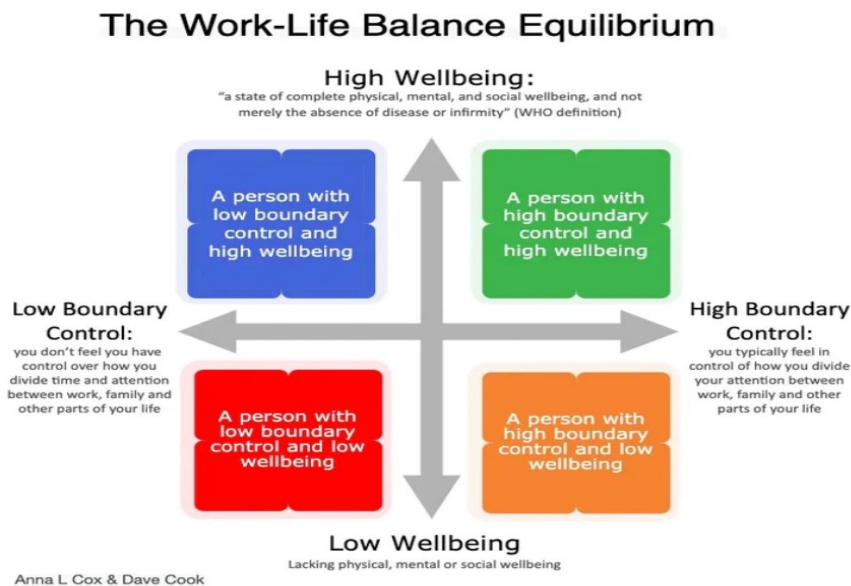 The Work-Life Balance Equilibrium
High Wellbeing:
"a state of complete physical, mental, and social wellbeing, and not
merely the absence of disease or infirmity" (WHO definition)
A person with
low boundary
control and
high wellbeing
A person with
high boundary
control and
high wellbeing
Low Boundary
Control:
you don't feel you have
control over how you
divide time and attention
between work, family and
other parts of your life
High Boundary
Control:
you typically feel in
control of how you divide
your attention between
work, family and other
parts of your life
A person with
low boundary
control and low
wellbeing
A person with
high boundary
control and low
wellbeing
Low Wellbeing
Lacking physical, mental or social wellbeing
Anna L Cox & Dave Cook